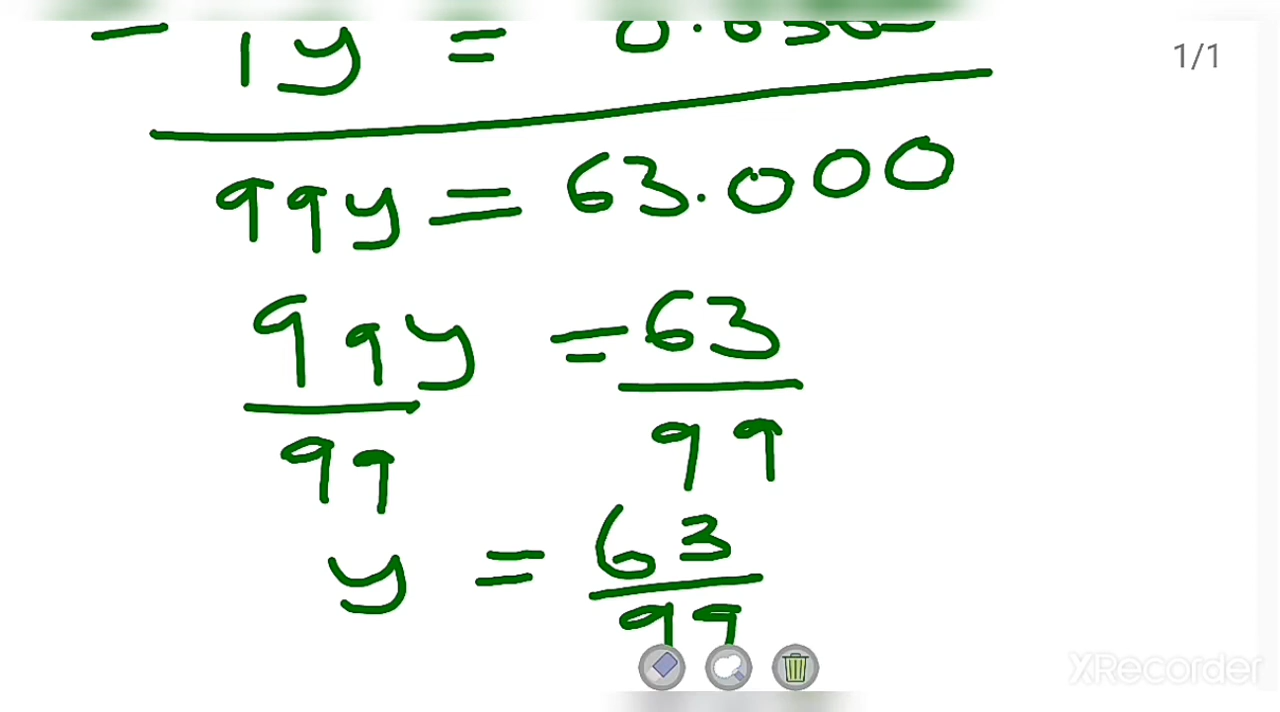 - 1y =
1/1
99y = 63.000
99y/99 = 63/99
y = 63/99
XRecorder